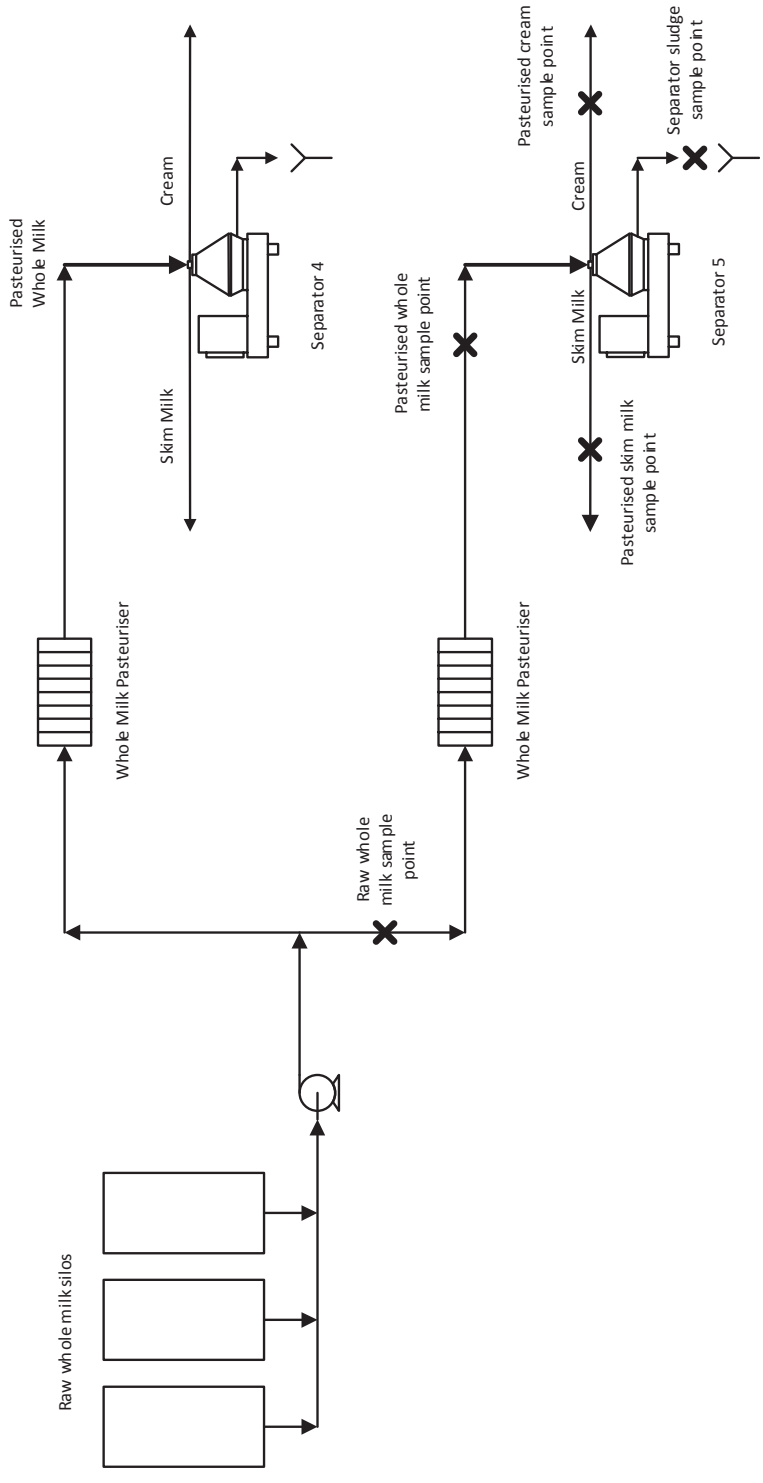 Raw whole milk silos
Raw whole
milk sample
point
Whole Milk Pasteuriser
Whole Milk Pasteuriser
Pasteurised
Whole Milk
Skim Milk
Cream
Separator 4
Pasteurised whole
milk sample point
Skim Milk
Cream
Pasteurised skim milk
sample point
Pasteurised cream
sample point
Separator sludge
sample point
Separator 5